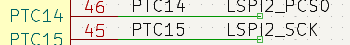 PTC14 46 PTC14 LSPI2_PCS0
PTC15 45 PTC15 LSPI2_SCK